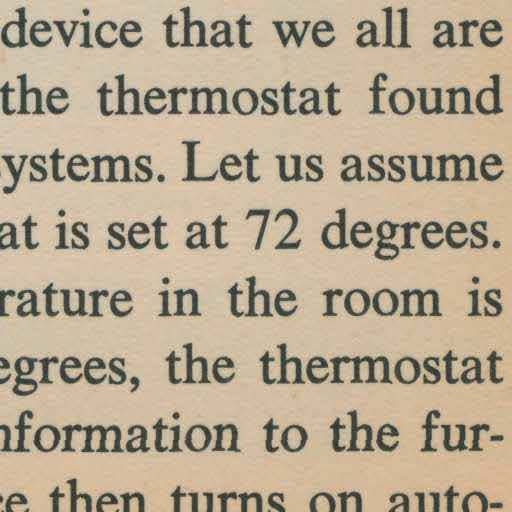 device that we all are
the thermostat found
ystems. Let us assume
at is set at 72 degrees.
rature in the room is
egrees, the thermostat
nformation to the fur-
ce then turns on auto-